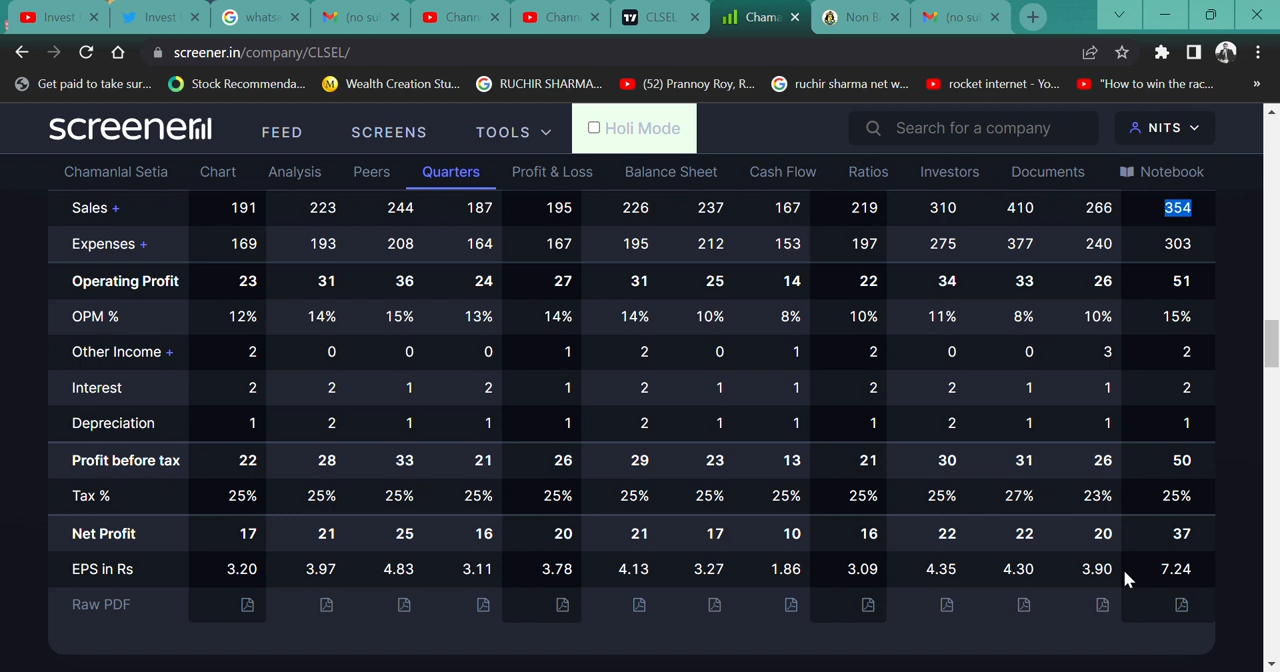 Invest
Invest
whatsa
(no su
Chann
Chann
CLSEL
Chama
Non B
(no su
screener.in/company/CLSEL/
Get paid to take sur...
Stock Recommenda...
Wealth Creation Stu...
RUCHIR SHARMA...
(52) Prannoy Roy, R...
ruchir sharma net w...
rocket internet - Yo...
"How to win the rac...
»
screener
FEED
SCREENS
TOOLS
Holi Mode
Search for a company
NITS
Chamanlal Setia
Chart
Analysis
Peers
Quarters
Profit & Loss
Balance Sheet
Cash Flow
Ratios
Investors
Documents
Notebook
Sales + 191 223 244 187 195 226 237 167 219 310 410 266 354
Expenses + 169 193 208 164 167 195 212 153 197 275 377 240 303
Operating Profit 23 31 36 24 27 31 25 14 22 34 33 26 51
OPM % 12% 14% 15% 13% 14% 14% 10% 8% 10% 11% 8% 10% 15%
Other Income + 2 0 0 0 1 2 0 1 2 0 0 3 2
Interest 2 2 1 2 1 2 1 1 2 2 1 1 2
Depreciation 1 2 1 1 1 2 1 1 1 2 1 1 1
Profit before tax 22 28 33 21 26 29 23 13 21 30 31 26 50
Tax % 25% 25% 25% 25% 25% 25% 25% 25% 25% 25% 27% 23% 25%
Net Profit 17 21 25 16 20 21 17 10 16 22 22 20 37
EPS in Rs 3.20 3.97 4.83 3.11 3.78 4.13 3.27 1.86 3.09 4.35 4.30 3.90 7.24
Raw PDF